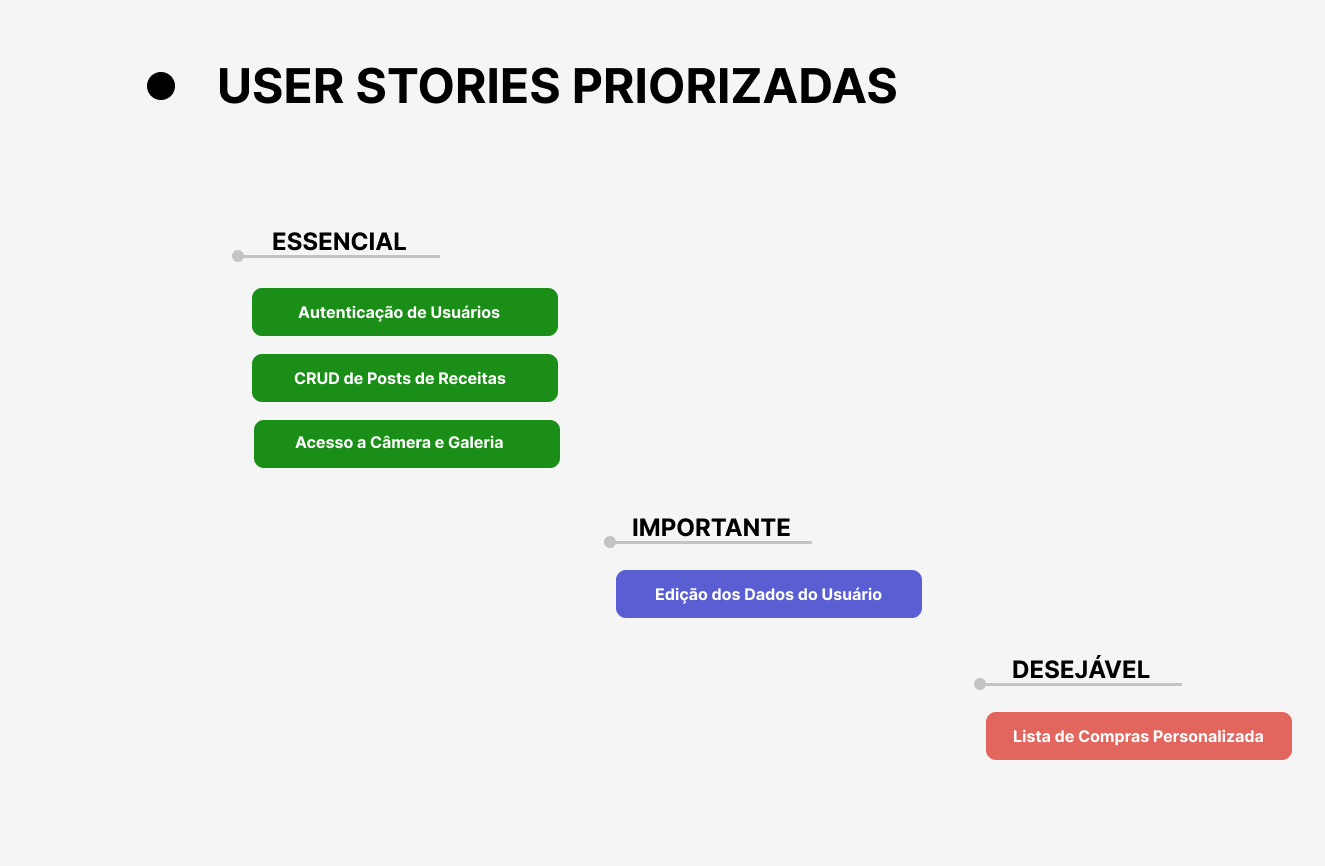 USER STORIES PRIORIZADAS
ESSENCIAL
Autenticação de Usuários
CRUD de Posts de Receitas
Acesso a Câmera e Galeria
IMPORTANTE
Edição dos Dados do Usuário
DESEJÁVEL
Lista de Compras Personalizada